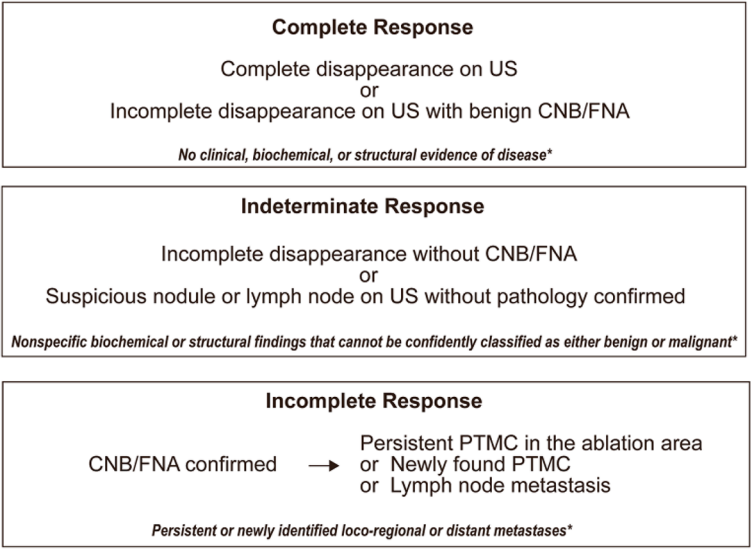 Complete Response
Complete disappearance on US
or
Incomplete disappearance on US with benign CNB/FNA
No clinical, biochemical, or structural evidence of disease*
Indeterminate Response
Incomplete disappearance without CNB/FNA
or
Suspicious nodule or lymph node on US without pathology confirmed
Nonspecific biochemical or structural findings that cannot be confidently classified as either benign or malignant*
Incomplete Response
Persistent PTMC in the ablation area
CNB/FNA confirmed → or Newly found PTMC
or Lymph node metastasis
Persistent or newly identified loco-regional or distant metastases*